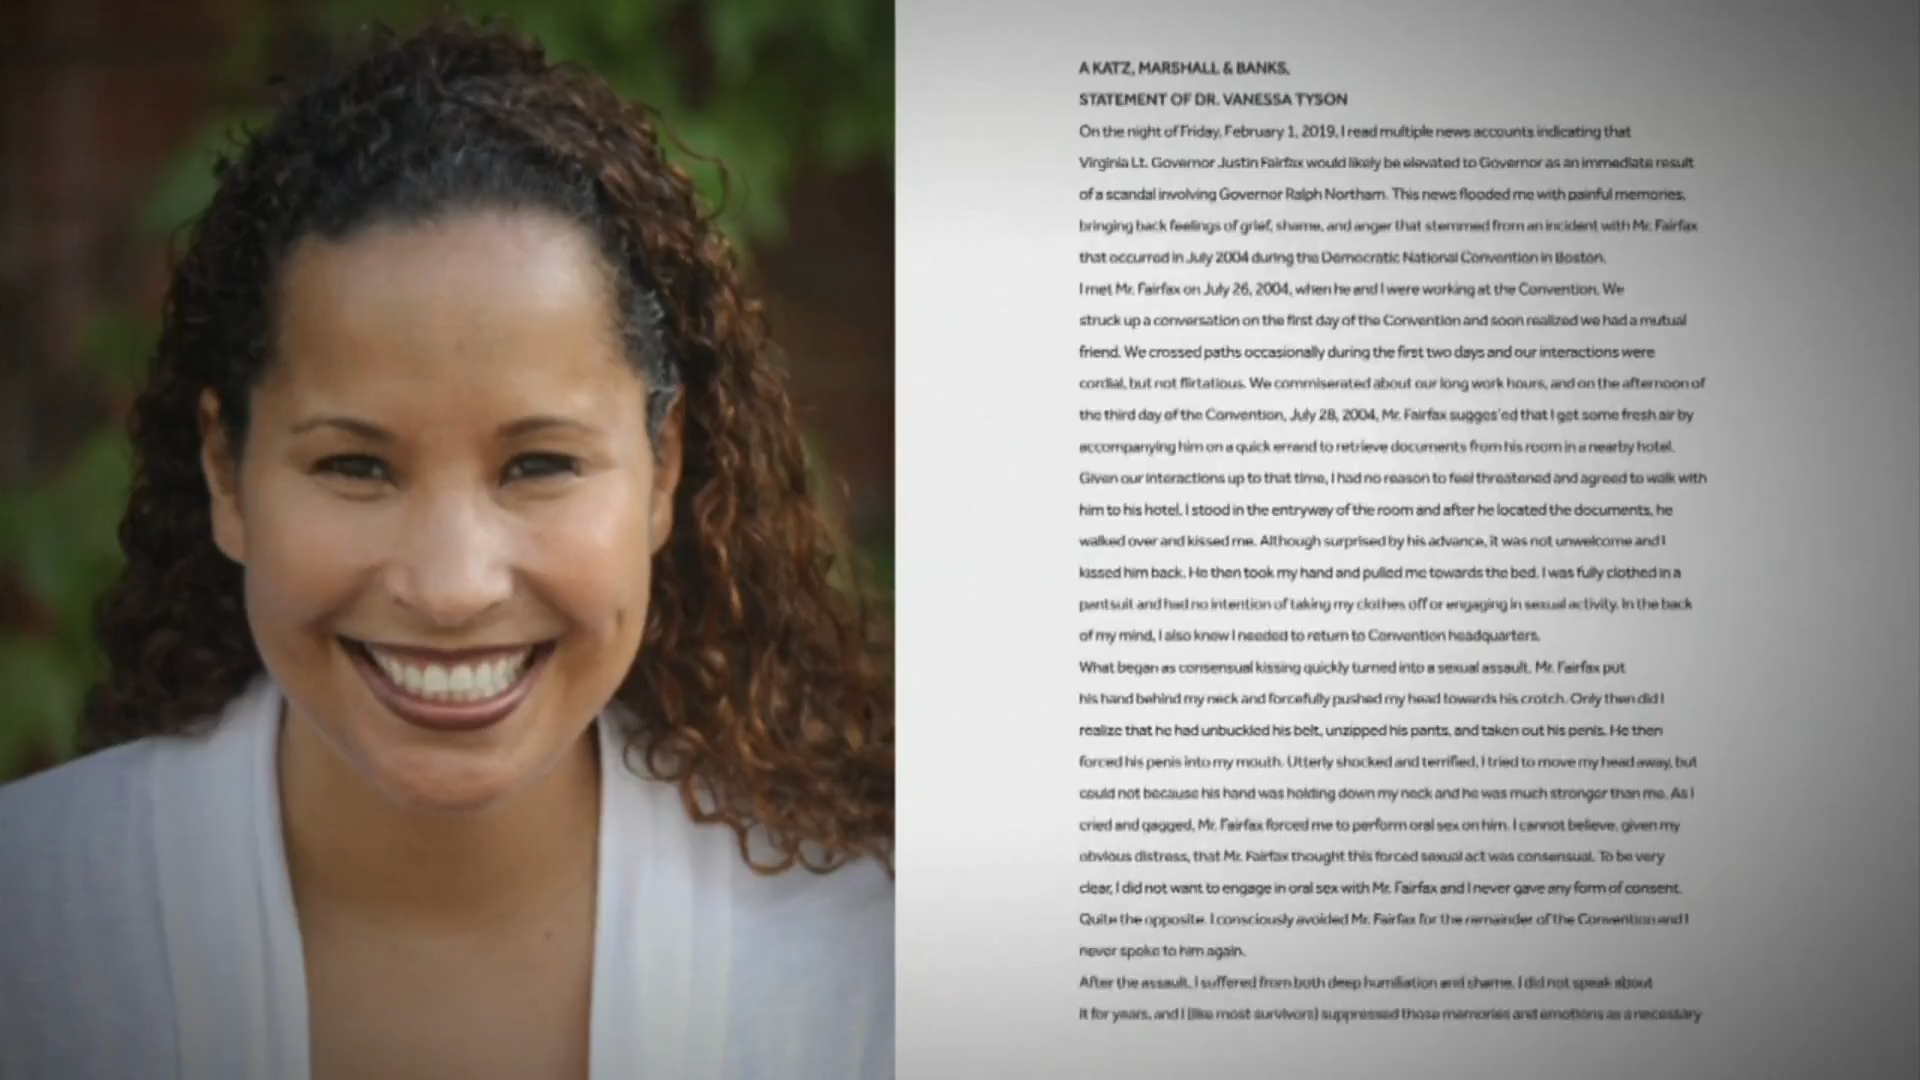 A KATZ, MARSHALL & BANKS,
STATEMENT OF DR. VANESSA TYSON
On the night of Friday, February 1, 2019, I read multiple news accounts indicating that
Virginia Lt. Governor Justin Fairfax would likely be elevated to Governor as an immediate result
of a scandal involving Governor Ralph Northam. This news flooded me with painful memories,
bringing back feelings of grief, shame, and anger that stemmed from an incident with Mr. Fairfax
that occurred in July 2004 during the Democratic National Convention in Boston.
I met Mr. Fairfax on July 26, 2004, when he and I were working at the Convention. We
struck up a conversation on the first day of the Convention and soon realized we had a mutual
friend. We crossed paths occasionally during the first two days and our interactions were
cordial, but not flirtatious. We commiserated about our long work hours, and on the afternoon of
the third day of the Convention, July 28, 2004, Mr. Fairfax sugges'ed that I get some fresh air by
accompanying him on a quick errand to retrieve documents from his room in a nearby hotel.
Given our interactions up to that time, I had no reason to feel threatened and agreed to walk with
him to his hotel. I stood in the entryway of the room and after he located the documents, he
walked over and kissed me. Although surprised by his advance, it was not unwelcome and I
kissed him back. He then took my hand and pulled me towards the bed. I was fully clothed in a
pantsuit and had no intention of taking my clothes off or engaging in sexual activity. In the back
of my mind, I also knew I needed to return to Convention headquarters.
What began as consensual kissing quickly turned into a sexual assault. Mr. Fairfax put
his hand behind my neck and forcefully pushed my head towards his crotch. Only then did I
realize that he had unbuckled his belt, unzipped his pants, and taken out his penis. He then
forced his penis into my mouth. Utterly shocked and terrified, I tried to move my head away, but
could not because his hand was holding down my neck and he was much stronger than me. As I
cried and gagged, Mr. Fairfax forced me to perform oral sex on him. I cannot believe, given my
obvious distress, that Mr. Fairfax thought this forced sexual act was consensual. To be very
clear, I did not want to engage in oral sex with Mr. Fairfax and I never gave any form of consent.
Quite the opposite. I consciously avoided Mr. Fairfax for the remainder of the Convention and I
never spoke to him again.
After the assault, I suffered from both deep humiliation and shame. I did not speak about
it for years, and I (like most survivors) suppressed those memories and emotions as a necessary